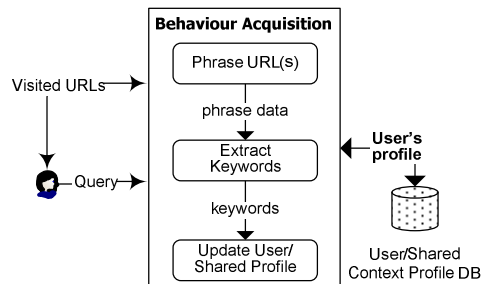 Behaviour Acquisition
Phrase URL(s)
Visited URLs
phrase data
User's
profile
Extract
Keywords
Query
keywords
Update User/
Shared Profile
User/Shared
Context Profile DB